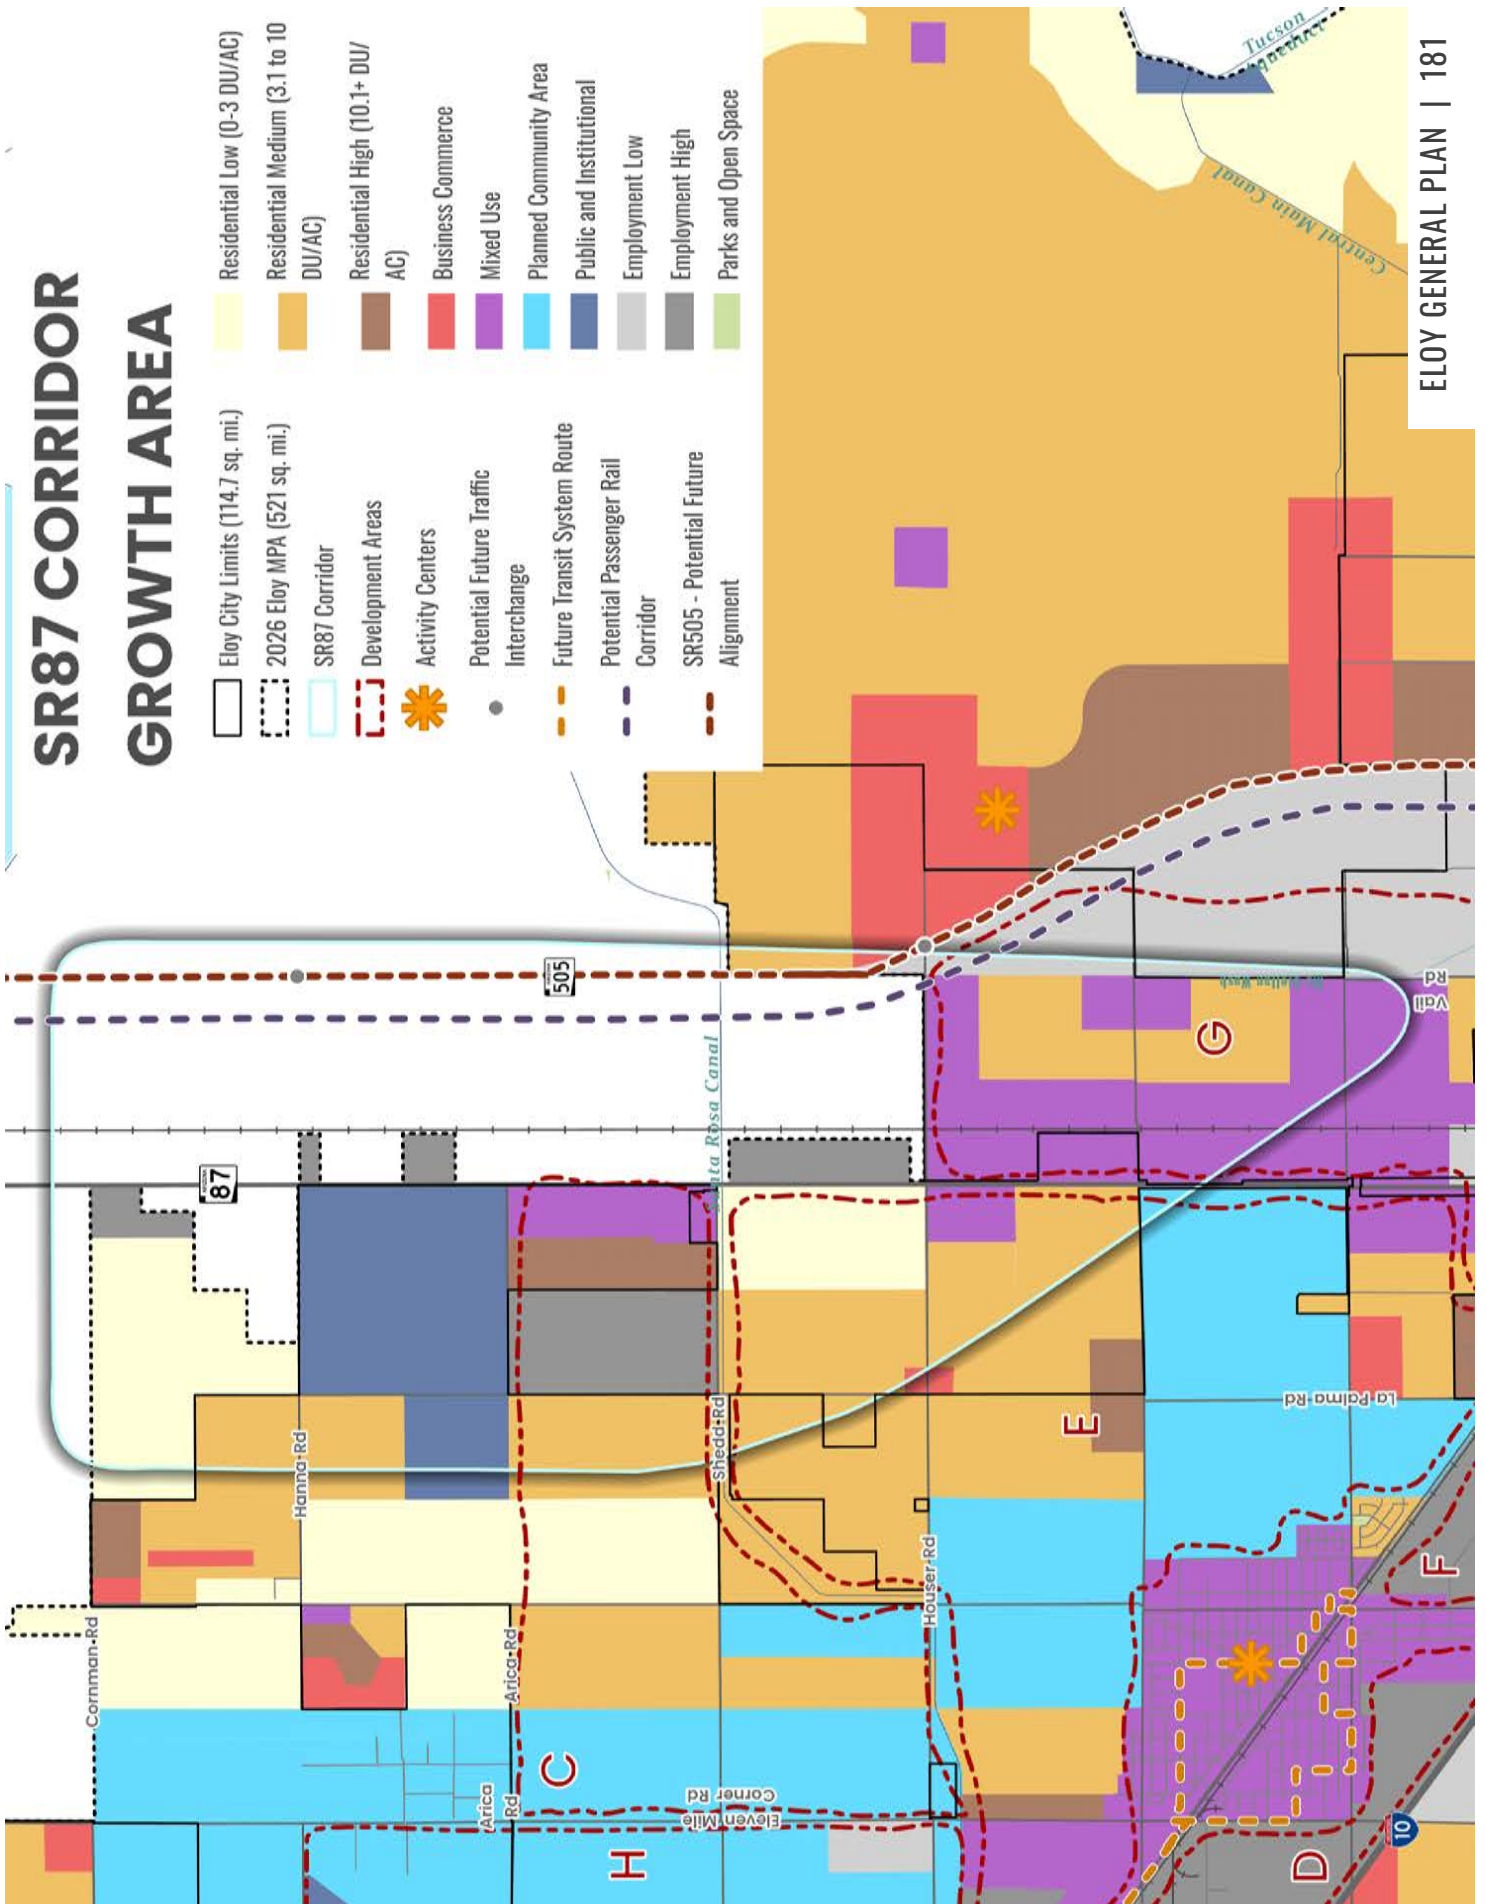 SR87 CORRIDOR
GROWTH AREA
Eloy City Limits (114.7 sq. mi.)
2026 Eloy MPA (521 sq. mi.)
SR87 Corridor
Development Areas
Activity Centers
Potential Future Traffic
Interchange
Future Transit System Route
Potential Passenger Rail
Corridor
SR505 - Potential Future
Alignment
Residential Low (0-3 DU/AC)
Residential Medium (3.1 to 10
DU/AC)
Residential High (10.1+ DU/
AC)
Business Commerce
Mixed Use
Planned Community Area
Public and Institutional
Employment Low
Employment High
Parks and Open Space
Tucson
Central Main Canal
505
87
Rosa Canal
Vail
Rd
Cornman Rd
Hanna Rd
Arica Rd
Arica
Rd
Shedd Rd
Houser Rd
La Palma Rd
Eleven Mile
Corner Rd
C
D
E
F
G
H
10
ELOY GENERAL PLAN | 181